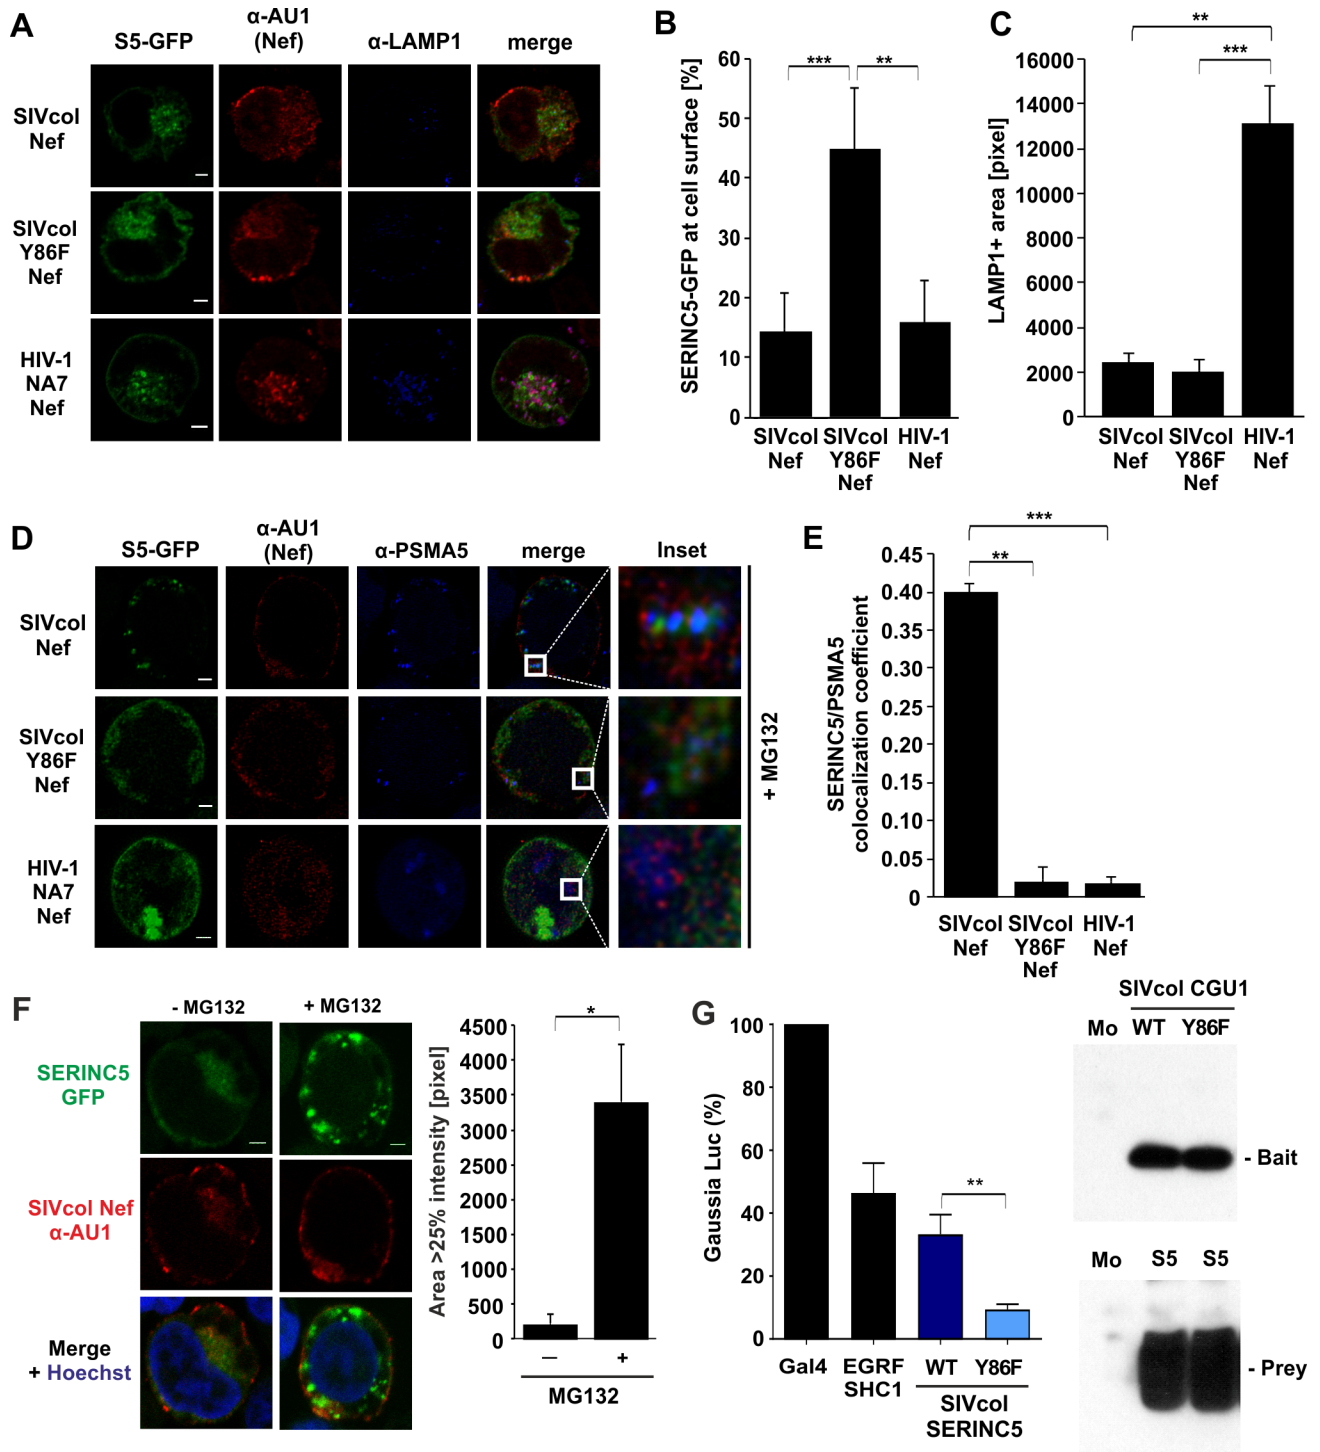 A
S5-GFP
α-AU1
(Nef)
α-LAMP1
merge
SIVcol
Nef
SIVcol
Y86F
Nef
HIV-1
NA7
Nef
B
SERINC5-GFP at cell surface [%]
60
50
40
30
20
10
0
***
**
SIVcol
Nef
SIVcol
Y86F
Nef
HIV-1
Nef
C
LAMP1+ area [pixel]
16000
14000
12000
10000
8000
6000
4000
2000
0
**
***
SIVcol
Nef
SIVcol
Y86F
Nef
HIV-1
Nef
D
S5-GFP
α-AU1
(Nef)
α-PSMA5
merge
Inset
SIVcol
Nef
SIVcol
Y86F
Nef
HIV-1
NA7
Nef
+ MG132
E
SERINC5/PSMA5
colocalization coefficient
0.45
0.40
0.35
0.30
0.25
0.20
0.15
0.10
0.05
0
***
**
SIVcol
Nef
SIVcol
Y86F
Nef
HIV-1
Nef
F
- MG132
+ MG132
SERINC5
GFP
SIVcol Nef
α-AU1
Merge
+ Hoechst
Area >25% intensity [pixel]
4500
4000
3500
3000
2500
2000
1500
1000
500
0
*
—
+
MG132
G
Gaussia Luc (%)
100
80
60
40
20
0
**
Gal4
EGRF
SHC1
WT
Y86F
SIVcol
SERINC5
SIVcol CGU1
Mo WT Y86F
- Bait
Mo S5 S5
- Prey